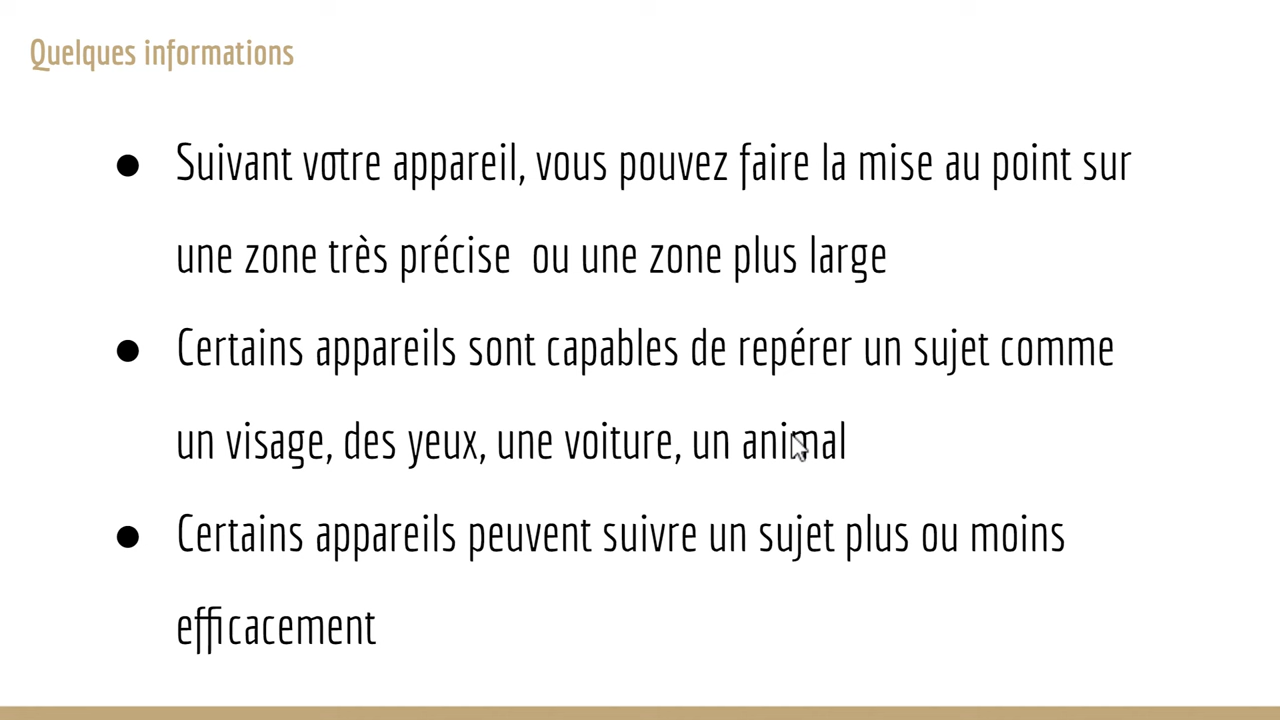 Quelques informations
● Suivant votre appareil, vous pouvez faire la mise au point sur
une zone très précise  ou une zone plus large
● Certains appareils sont capables de repérer un sujet comme
un visage, des yeux, une voiture, un animal
● Certains appareils peuvent suivre un sujet plus ou moins
efficacement